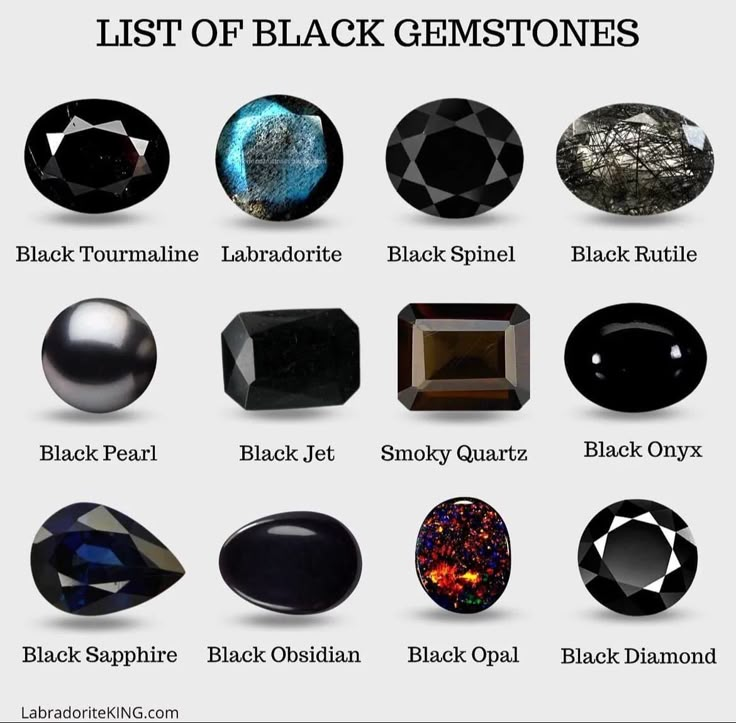 LIST OF BLACK GEMSTONES
Black Tourmaline
Labradorite
Black Spinel
Black Rutile
Black Pearl
Black Jet
Smoky Quartz
Black Onyx
Black Sapphire
Black Obsidian
Black Opal
Black Diamond
LabradoriteKING.com